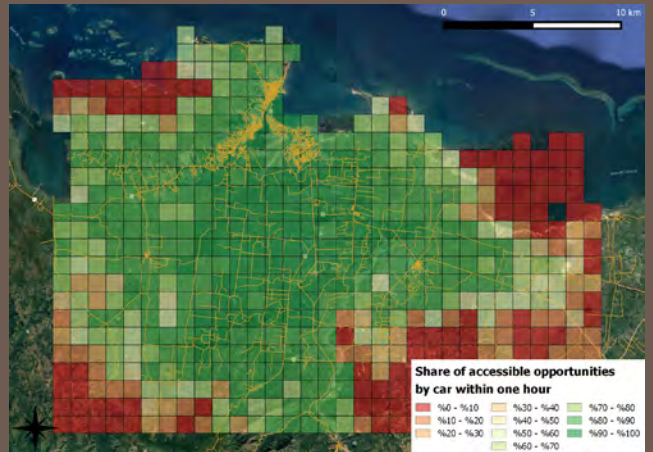 0 5 10 km
Share of accessible opportunities
by car within one hour
%0 - %10 %30 - %40 %70 - %80
%10 - %20 %40 - %50 %80 - %90
%20 - %30 %50 - %60 %90 - %100
%60 - %70